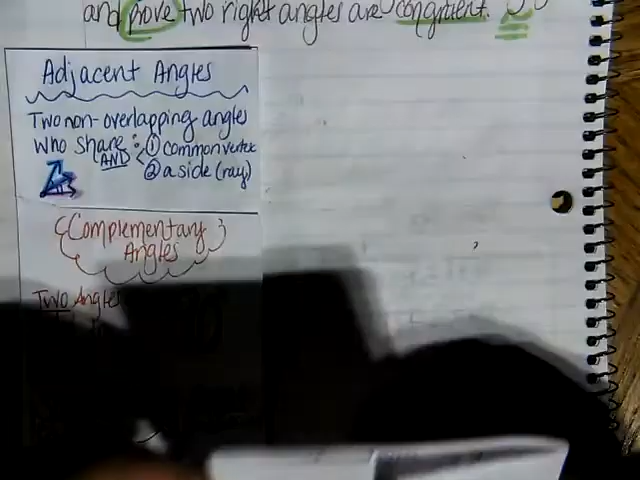 and prove two right angles are congruent.
Adjacent Angles
Two non-overlapping angles
who share: ① common vertex
AND
② a side (ray)
Complementary
Angles
Two Angles